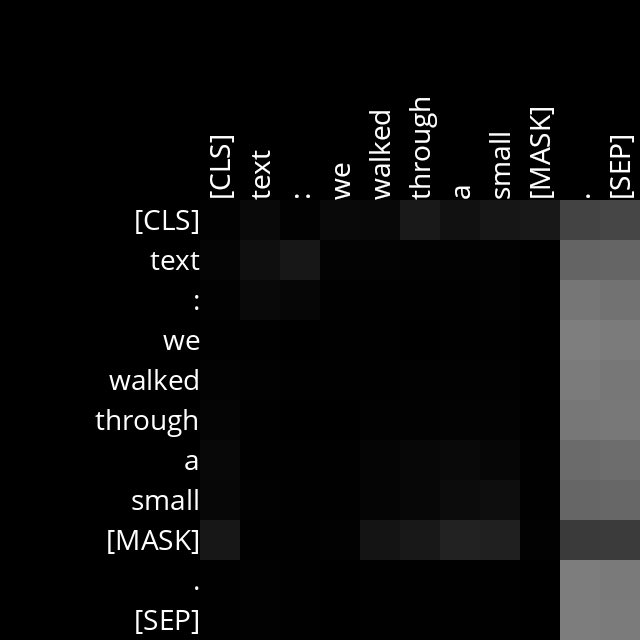 [CLS] text : we walked through a small [MASK] . [SEP]
[CLS]
text
:
we
walked
through
a
small
[MASK]
.
[SEP]